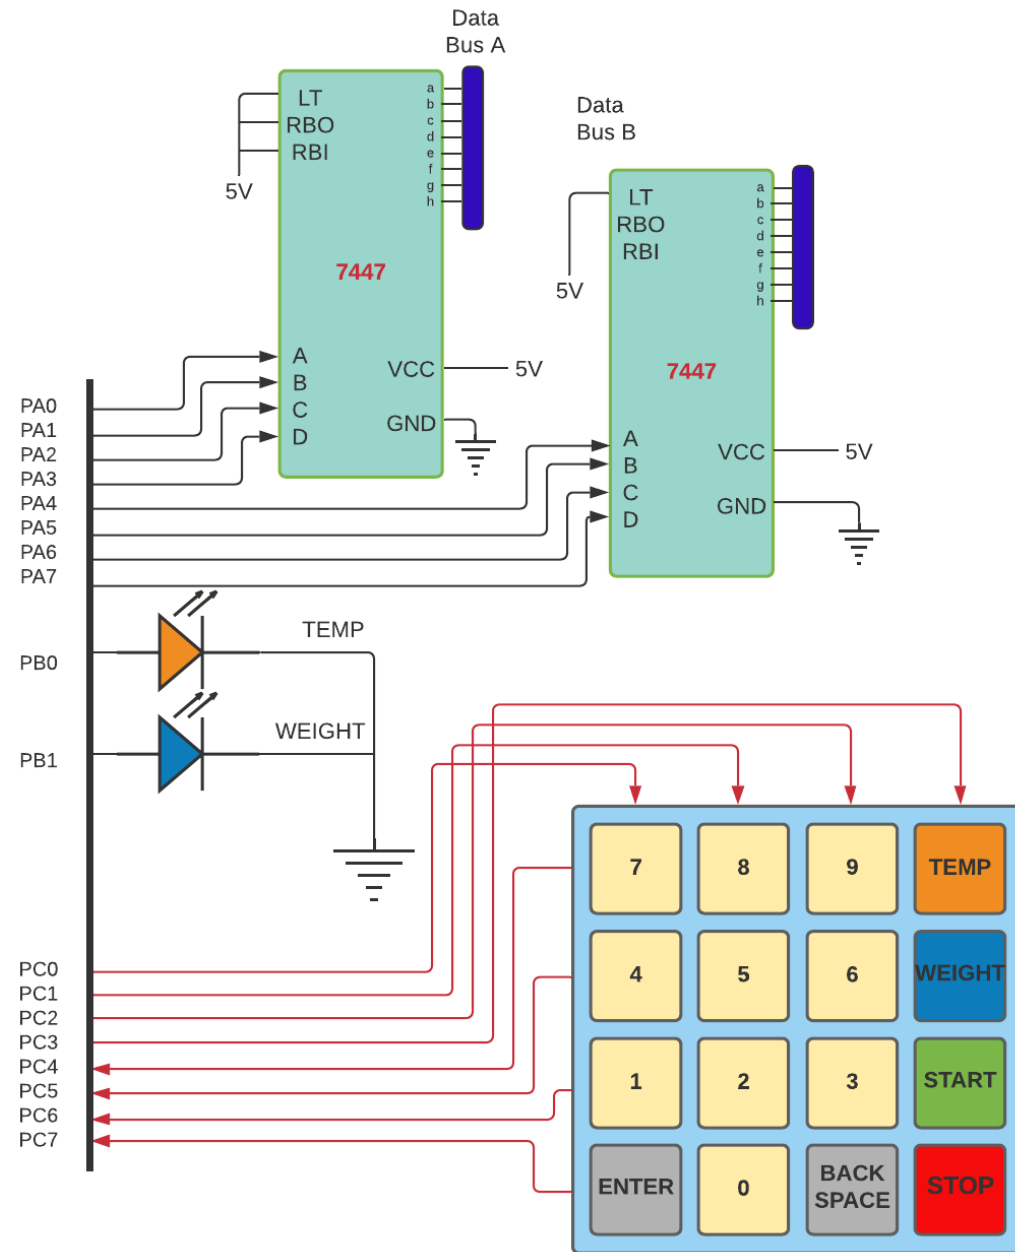 Data
Bus A
LT
RBO
RBI
5V
a
b
c
d
e
f
g
h
7447
A
B
C
D
VCC
5V
GND
Data
Bus B
LT
RBO
RBI
5V
a
b
c
d
e
f
g
h
7447
A
B
C
D
VCC
5V
GND
PA0
PA1
PA2
PA3
PA4
PA5
PA6
PA7
PB0
TEMP
PB1
WEIGHT
PC0
PC1
PC2
PC3
PC4
PC5
PC6
PC7
7 8 9 TEMP
4 5 6 WEIGHT
1 2 3 START
ENTER 0 BACK
SPACE STOP